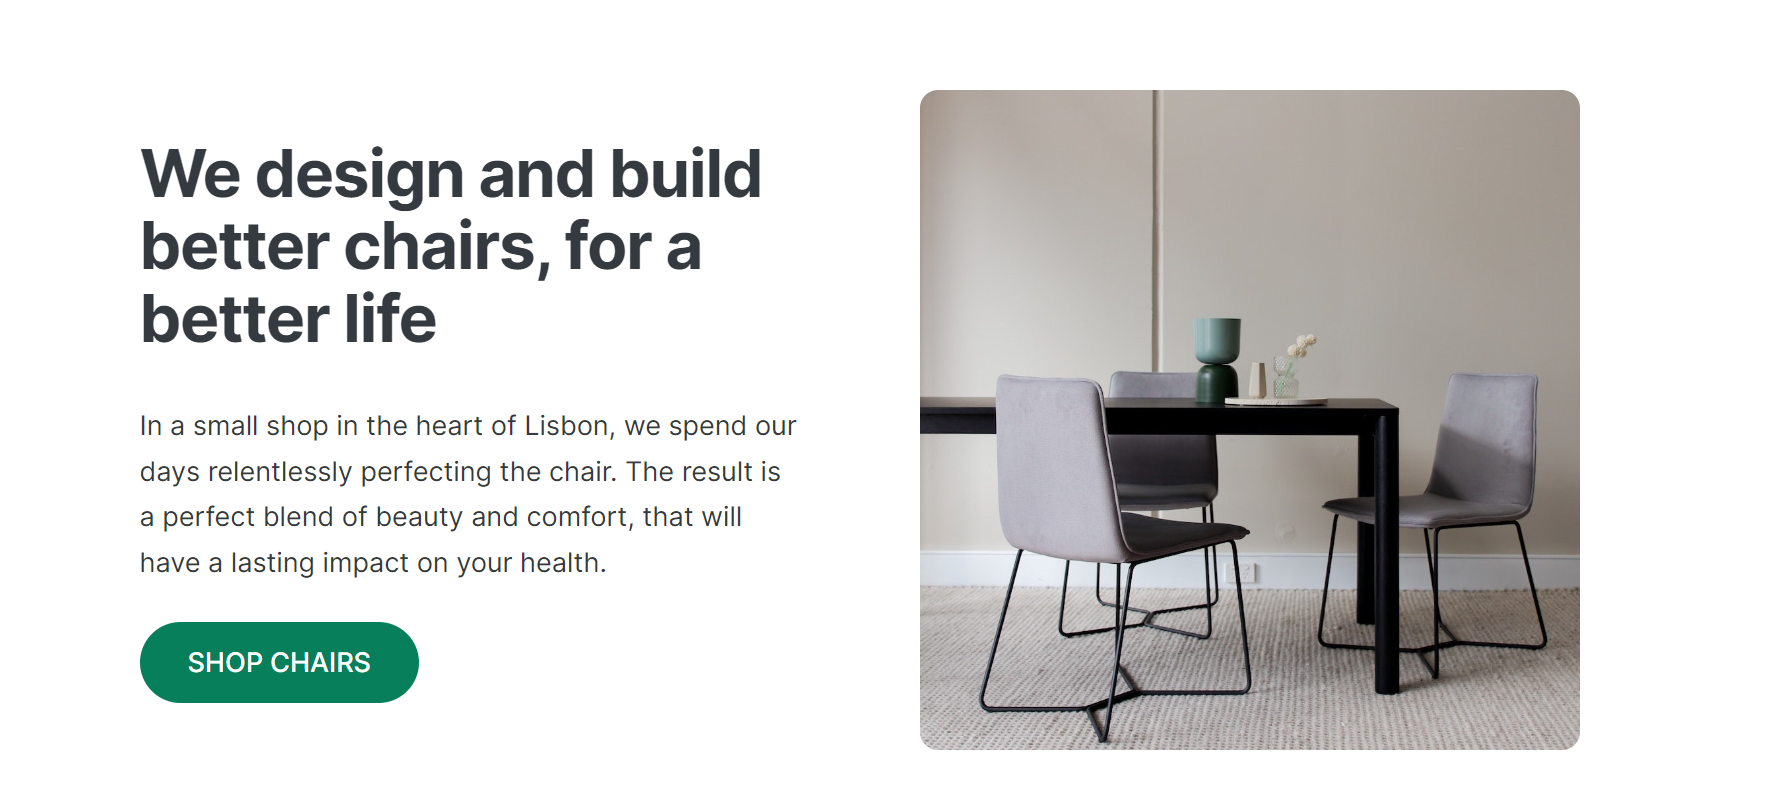 We design and build
better chairs, for a
better life
In a small shop in the heart of Lisbon, we spend our
days relentlessly perfecting the chair. The result is
a perfect blend of beauty and comfort, that will
have a lasting impact on your health.
SHOP CHAIRS